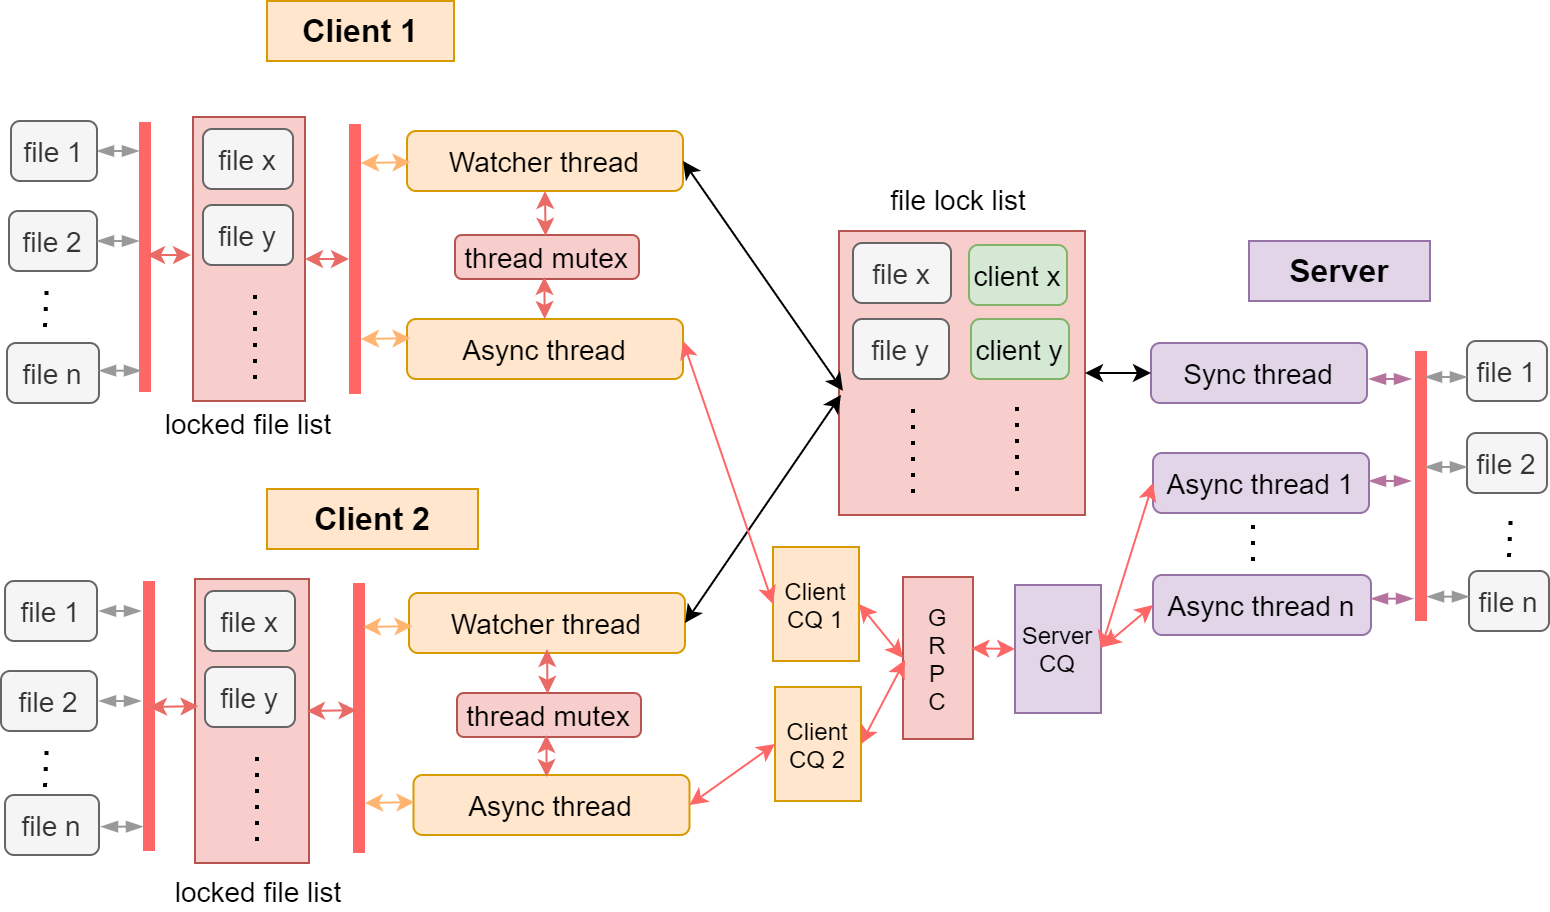 Client 1
file 1
file 2
file n
file x
file y
locked file list
Watcher thread
thread mutex
Async thread
Client 2
file 1
file 2
file n
file x
file y
locked file list
Watcher thread
thread mutex
Async thread
file lock list
file x
client x
file y
client y
Client
CQ 1
Client
CQ 2
G
R
P
C
Server
CQ
Server
Sync thread
Async thread 1
Async thread n
file 1
file 2
file n